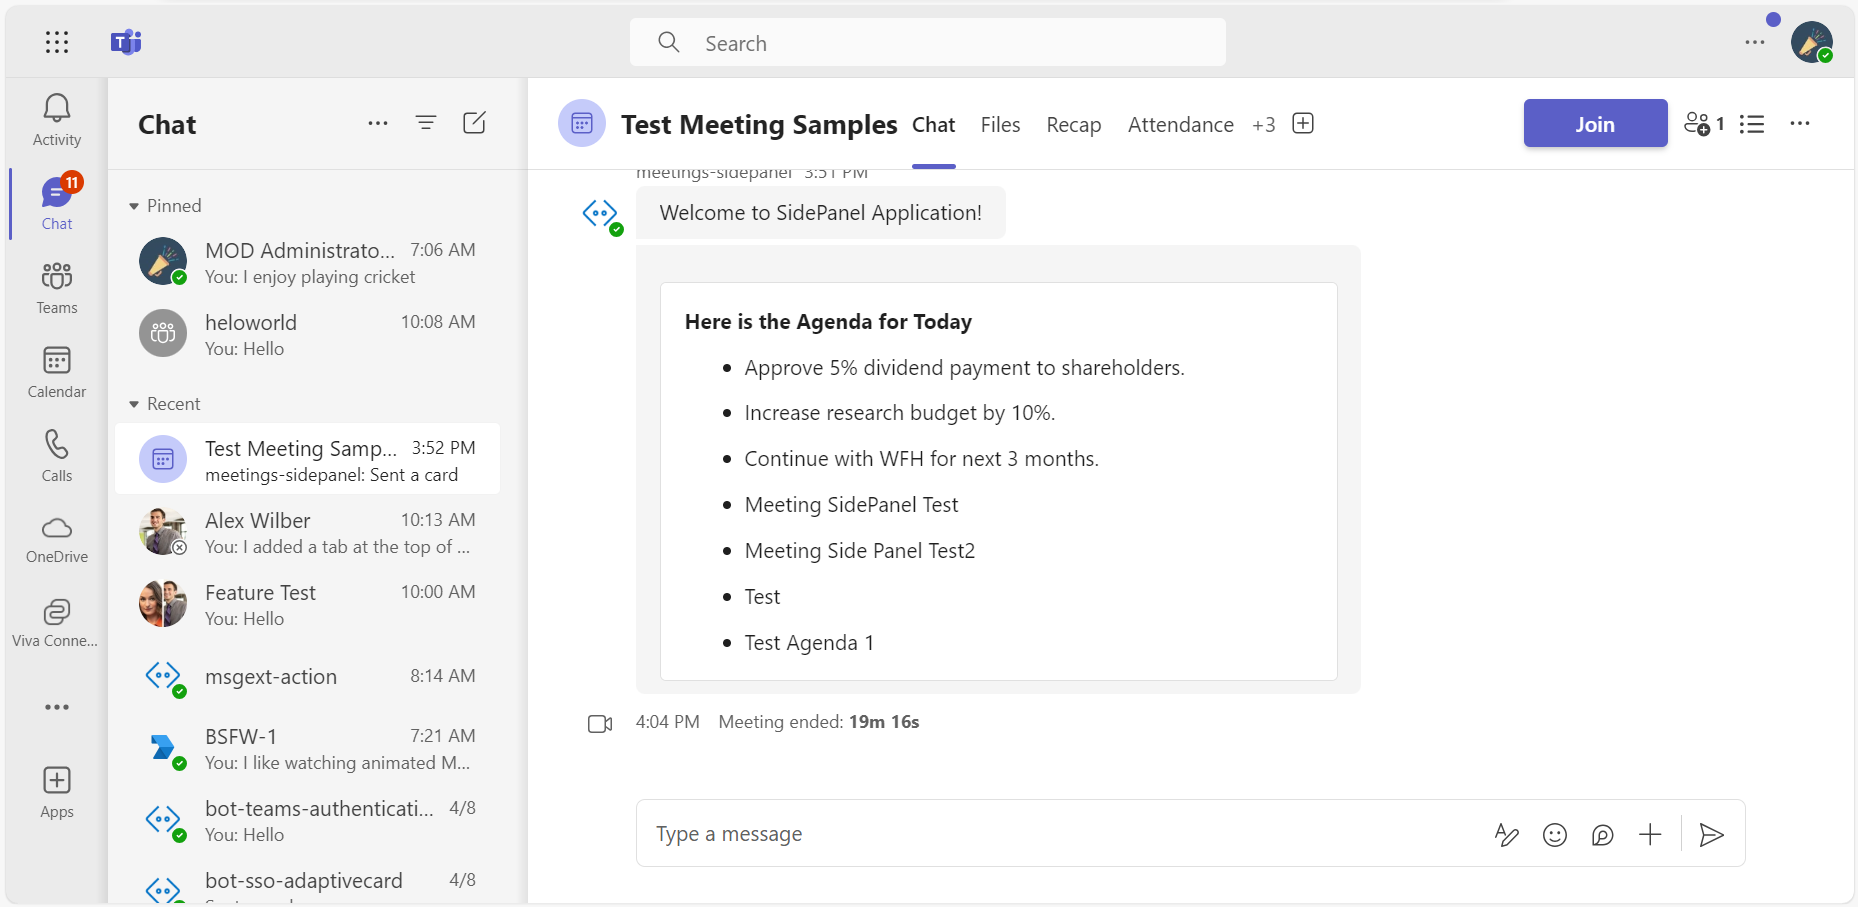 Search
Activity
11
Chat
Teams
Calendar
Calls
OneDrive
Viva Conne...
Apps
Chat
Pinned
MOD Administrato... 7:06 AM
You: I enjoy playing cricket
heloworld 10:08 AM
You: Hello
Recent
Test Meeting Samp... 3:52 PM
meetings-sidepanel: Sent a card
Alex Wilber 10:13 AM
You: I added a tab at the top of ...
Feature Test 10:00 AM
You: Hello
msgext-action 8:14 AM
BSFW-1 7:21 AM
You: I like watching animated M...
bot-teams-authenticati... 4/8
You: Hello
bot-sso-adaptivecard 4/8
Test Meeting Samples Chat Files Recap Attendance +3 Join 1
meetings-sidepanel 3:51 PM
Welcome to SidePanel Application!
Here is the Agenda for Today
• Approve 5% dividend payment to shareholders.
• Increase research budget by 10%.
• Continue with WFH for next 3 months.
• Meeting SidePanel Test
• Meeting Side Panel Test2
• Test
• Test Agenda 1
4:04 PM Meeting ended: 19m 16s
Type a message